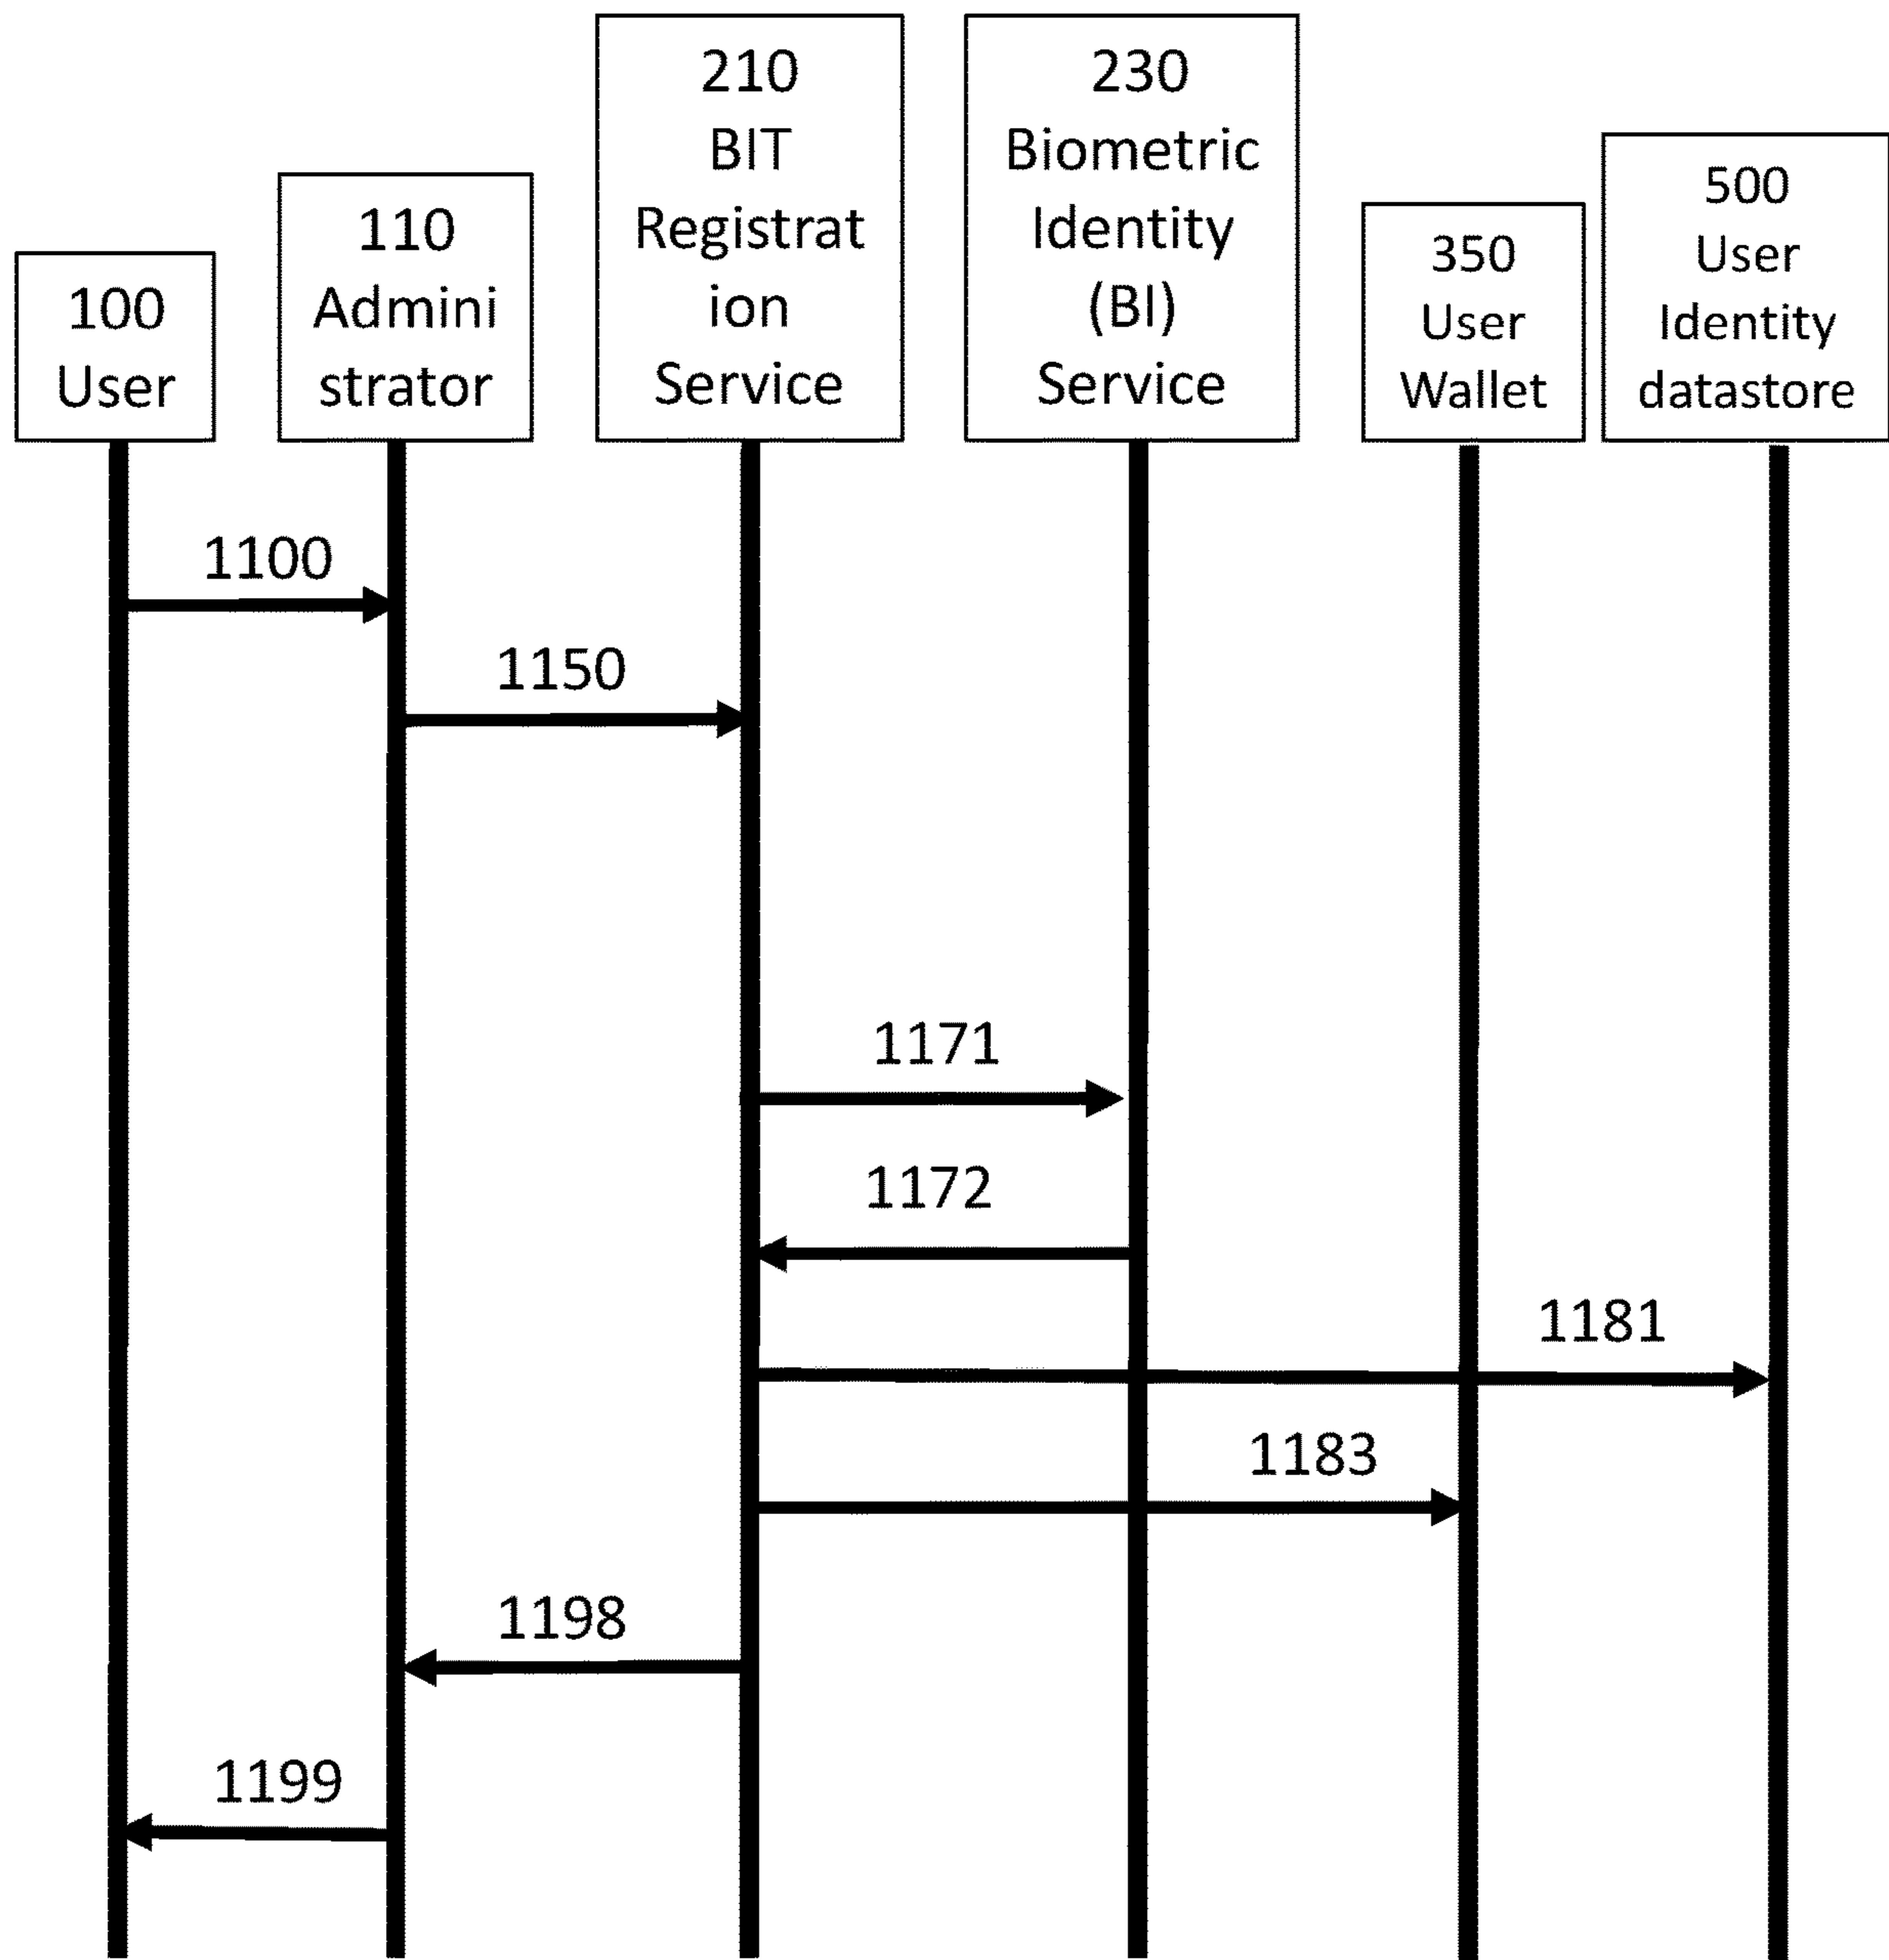 100
User
110
Admini
strator
210
BIT
Registrat
ion
Service
230
Biometric
Identity
(BI)
Service
350
User
Wallet
500
User
Identity
datastore
1100
1150
1171
1172
1181
1183
1198
1199